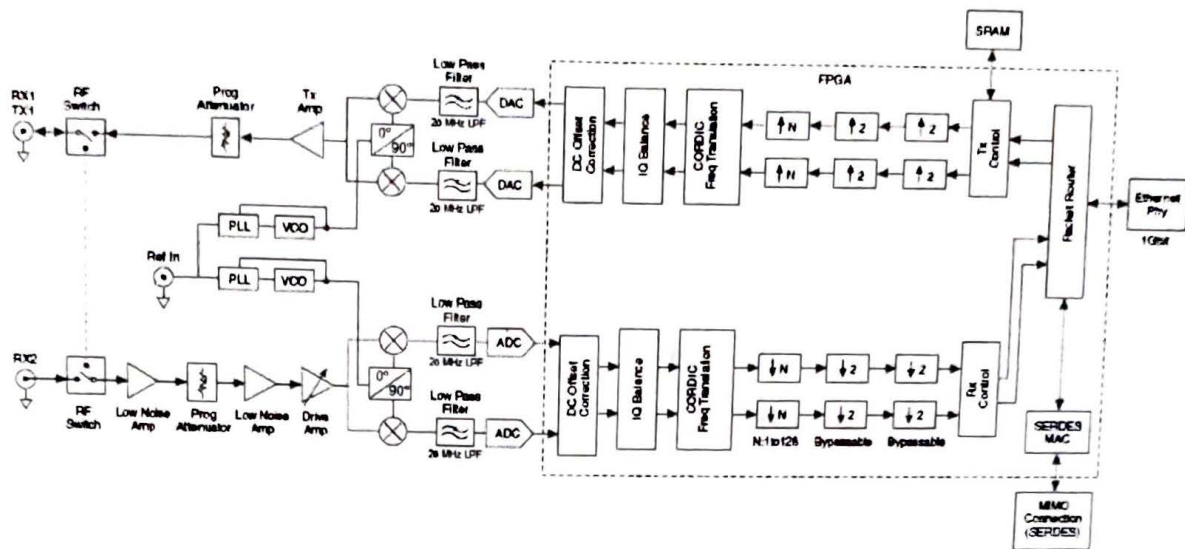 SRAM
FPGA
RX1
TX1
RF
Switch
Prog
Attenuator
Tx
Amp
Low Pass
Filter
20 MHz LPF
DAC
0°
90°
Low Pass
Filter
20 MHz LPF
DAC
DC Offset
Correction
IQ Balance
CORDIC
Freq Translation
↑ N
↑ 2
↑ 2
↑ N
↑ 2
↑ 2
Tx
Control
Packet Router
Ethernet
Phy
1Gbit
PLL
VCO
Ref In
PLL
VCO
RX2
RF
Switch
Low Noise
Amp
Prog
Attenuator
Low Noise
Amp
Drive
Amp
0°
90°
Low Pass
Filter
20 MHz LPF
ADC
Low Pass
Filter
20 MHz LPF
ADC
DC Offset
Correction
IQ Balance
CORDIC
Freq Translation
↓ N
↓ 2
↓ 2
↓ N
↓ 2
↓ 2
N:1to128
Bypassable
Bypassable
Rx
Control
SERDES
MAC
MIMO
Connection
(SERDES)